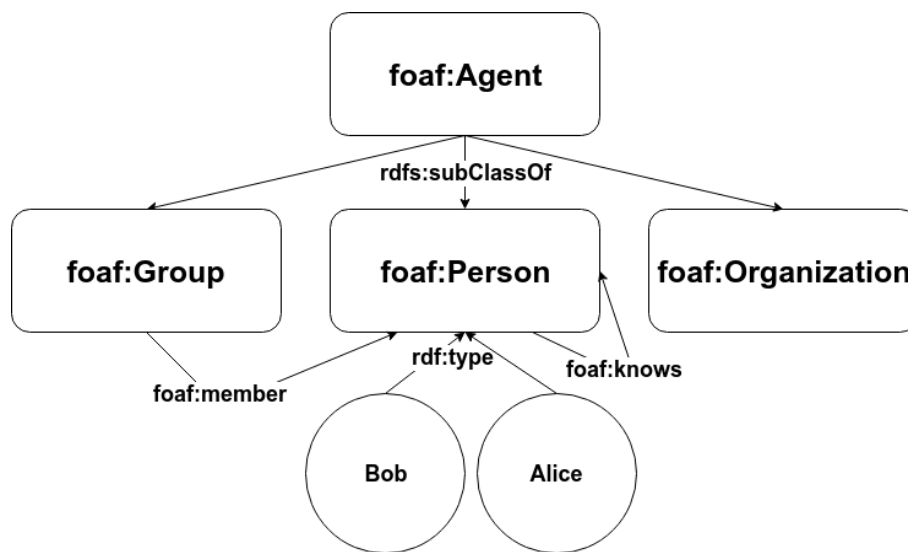 foaf:Agent
rdfs:subClassOf
foaf:Group
foaf:Person
foaf:Organization
rdf:type
foaf:knows
foaf:member
Bob
Alice